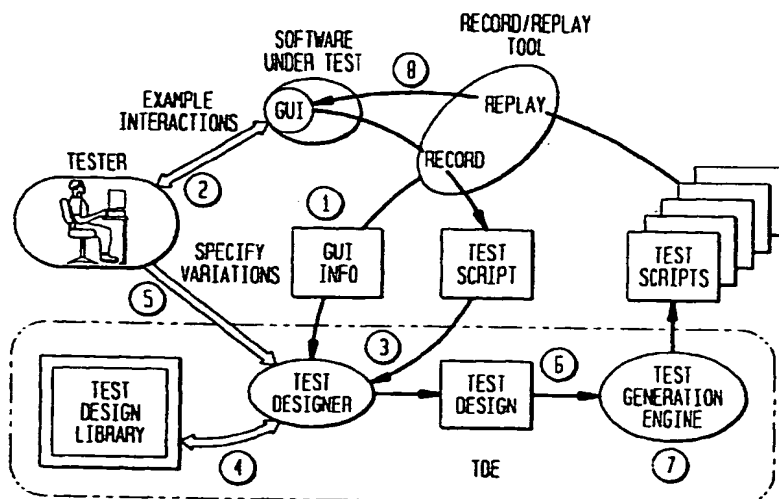 SOFTWARE
UNDER TEST
RECORD/REPLAY
TOOL
8
EXAMPLE
INTERACTIONS
GUI
REPLAY
TESTER
RECORD
2
1
SPECIFY
VARIATIONS
GUI
INFO
TEST
SCRIPT
TEST
SCRIPTS
5
3
TEST
DESIGN
LIBRARY
TEST
DESIGNER
TEST
DESIGN
6
TEST
GENERATION
ENGINE
4
TDE
7